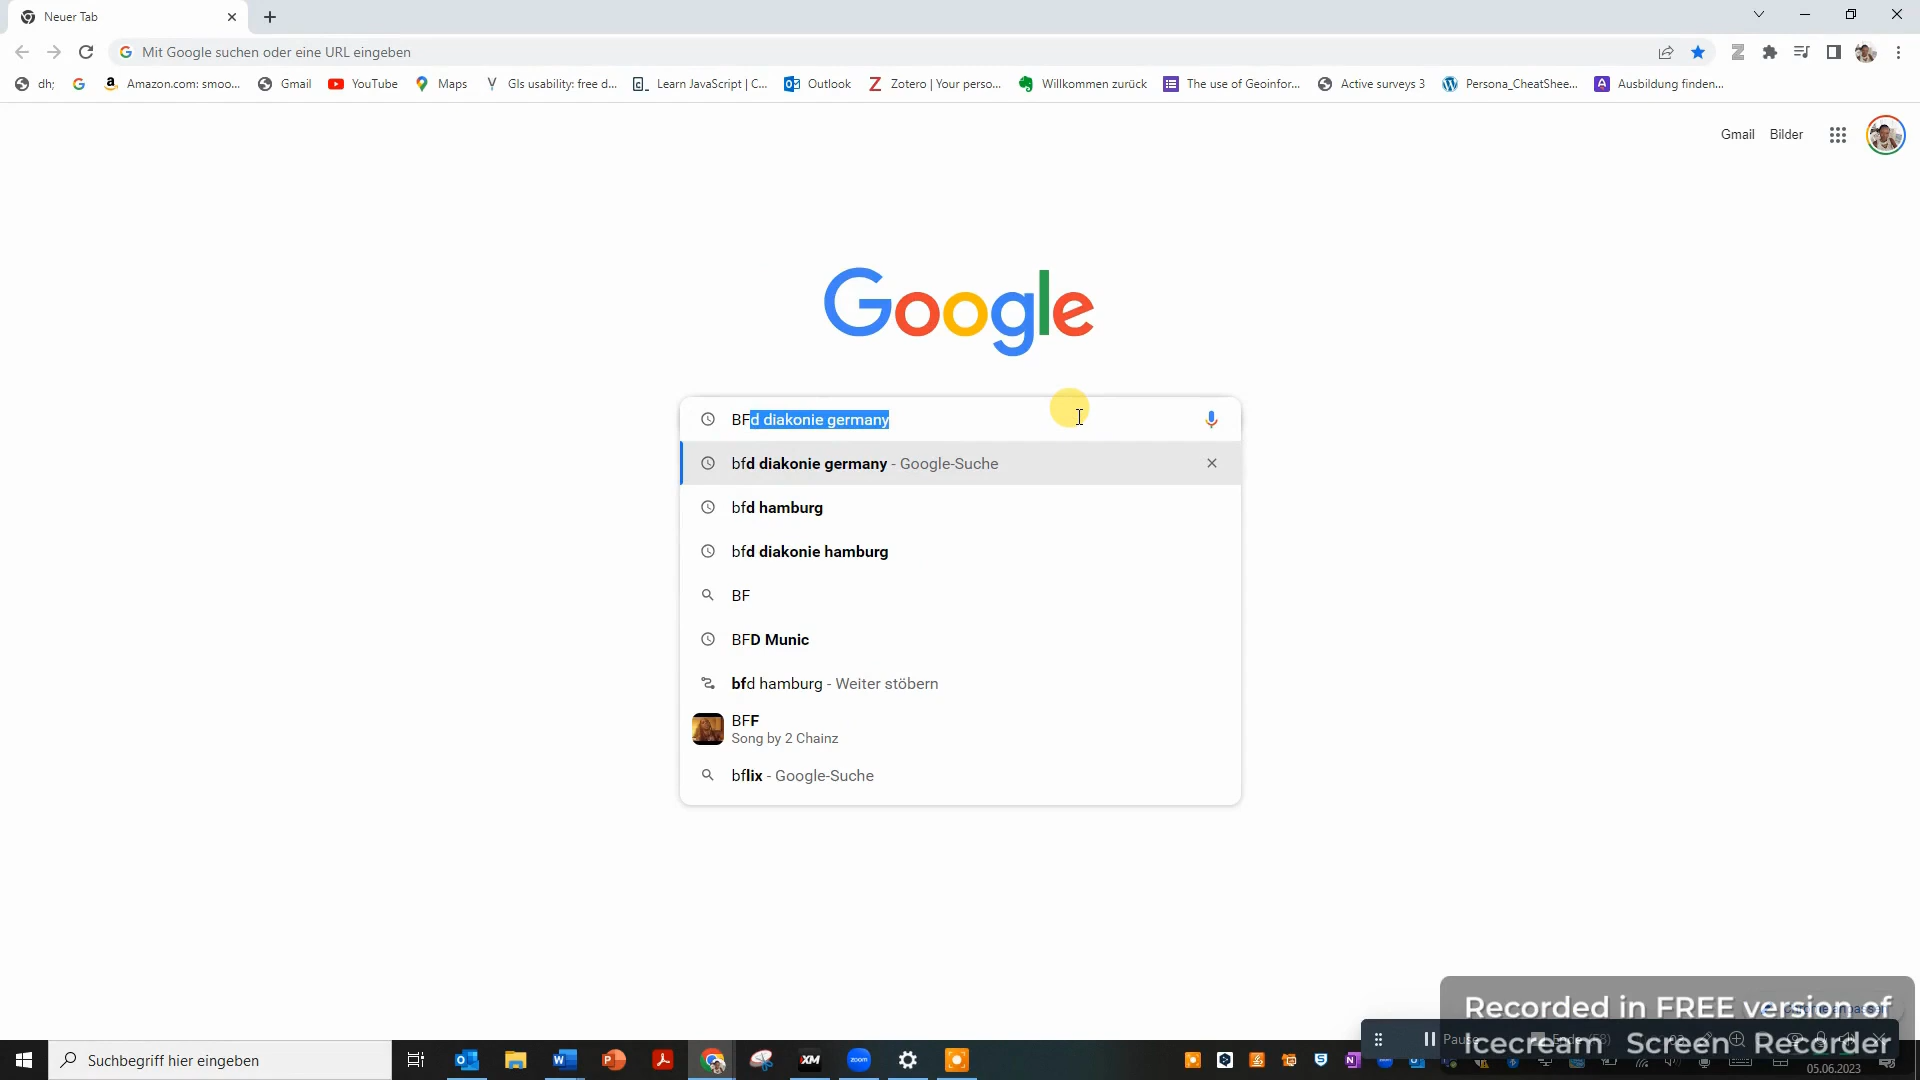 Neuer Tab
Mit Google suchen oder eine URL eingeben
dh;
Amazon.com: smoo...
Gmail
YouTube
Maps
GIs usability: free d...
Learn JavaScript | C...
Outlook
Zotero | Your perso...
Willkommen zurück
The use of Geoinfor...
Active surveys 3
Persona_CheatShee...
Ausbildung finden...
Gmail
Bilder
Google
BFd diakonie germany
bfd diakonie germany - Google-Suche
bfd hamburg
bfd diakonie hamburg
BF
BFD Munic
bfd hamburg - Weiter stöbern
BFF
Song by 2 Chainz
bflix - Google-Suche
Recorded in FREE version of
Icecream Screen Recorder
Pause
Suchbegriff hier eingeben
XM
zoom
05.06.2023